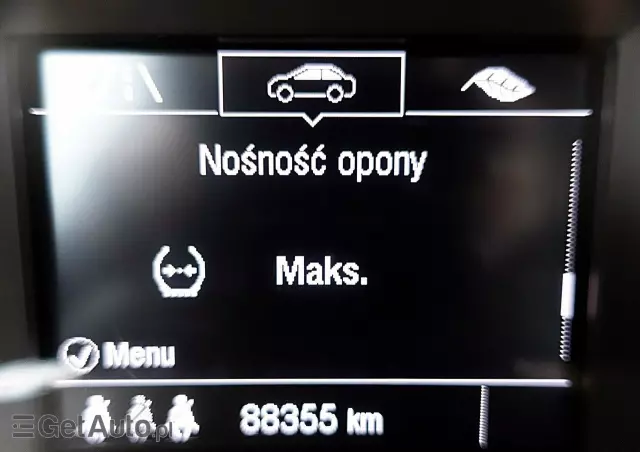 Nośność opony
Maks.
Menu
88355 km
GetAuto.pl